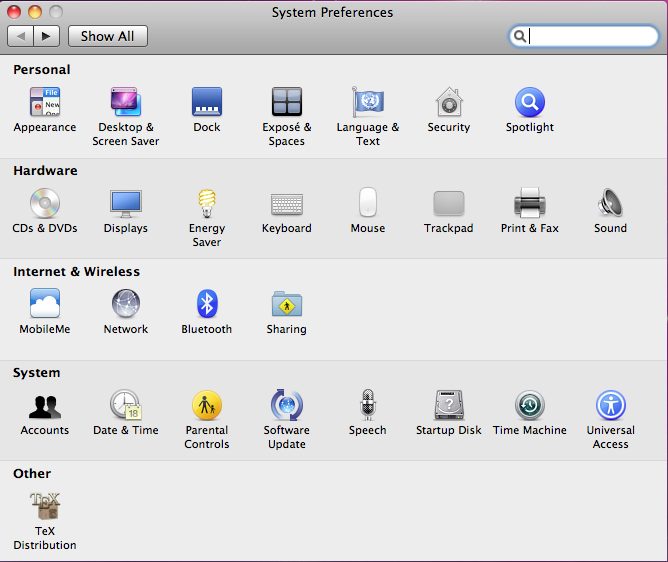 System Preferences
Show All
Personal
Appearance
Desktop &
Screen Saver
Dock
Exposé &
Spaces
Language &
Text
Security
Spotlight
Hardware
CDs & DVDs
Displays
Energy
Saver
Keyboard
Mouse
Trackpad
Print & Fax
Sound
Internet & Wireless
MobileMe
Network
Bluetooth
Sharing
System
Accounts
Date & Time
Parental
Controls
Software
Update
Speech
Startup Disk
Time Machine
Universal
Access
Other
TeX
Distribution
File
New
18
?
TeX